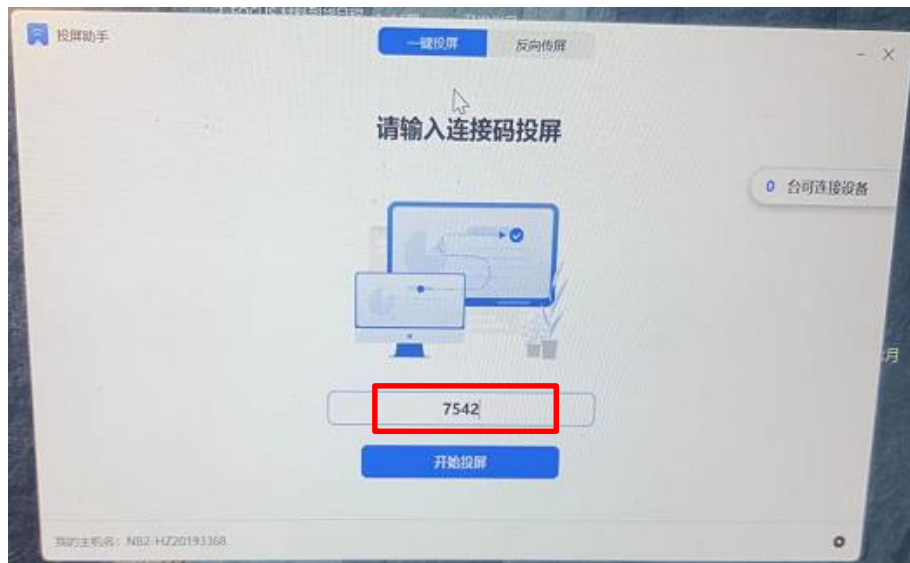 投屏助手
一键投屏 反向传屏
请输入连接码投屏
0 台可连接设备
月
7542
开始投屏
我的主机名：NB2-HZ20193368